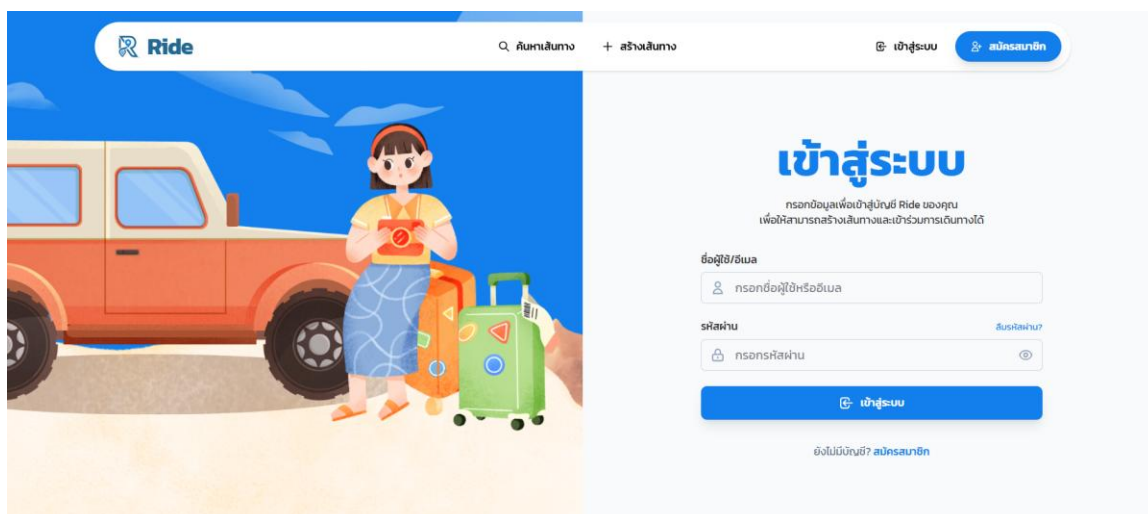 Ride
ค้นหาเส้นทาง
+ สร้างเส้นทาง
เข้าสู่ระบบ
สมัครสมาชิก
เข้าสู่ระบบ
กรอกข้อมูลเพื่อเข้าสู่บัญชี Ride ของคุณ
เพื่อให้สามารถสร้างเส้นทางและเข้าร่วมการเดินทางได้
ชื่อผู้ใช้/อีเมล
กรอกชื่อผู้ใช้หรืออีเมล
รหัสผ่าน
ลืมรหัสผ่าน?
กรอกรหัสผ่าน
เข้าสู่ระบบ
ยังไม่มีบัญชี? สมัครสมาชิก